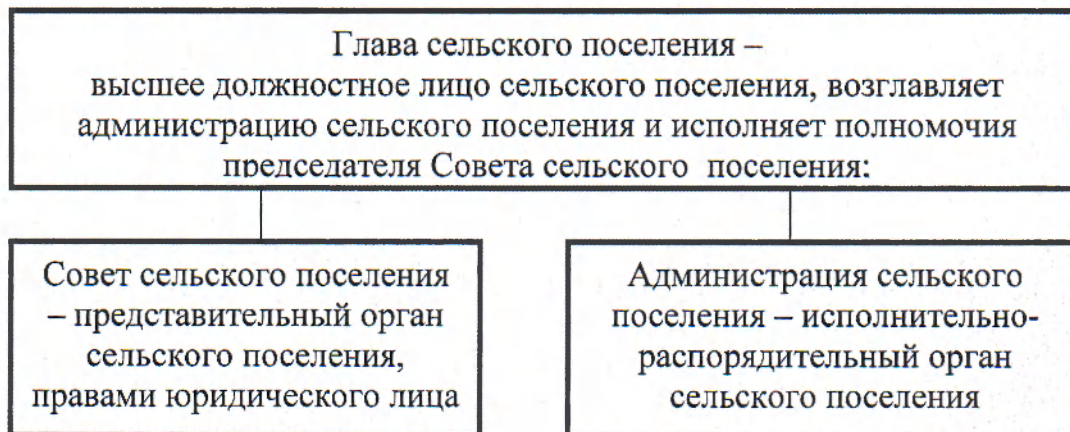 Глава сельского поселения –
высшее должностное лицо сельского поселения, возглавляет
администрацию сельского поселения и исполняет полномочия
председателя Совета сельского поселения:
Совет сельского поселения
– представительный орган
сельского поселения,
правами юридического лица
Администрация сельского
поселения – исполнительно-
распорядительный орган
сельского поселения